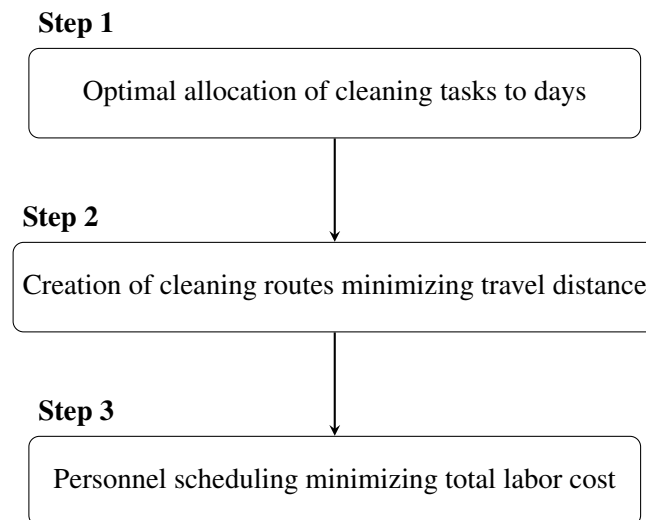 Step 1
Optimal allocation of cleaning tasks to days
Step 2
Creation of cleaning routes minimizing travel distance
Step 3
Personnel scheduling minimizing total labor cost